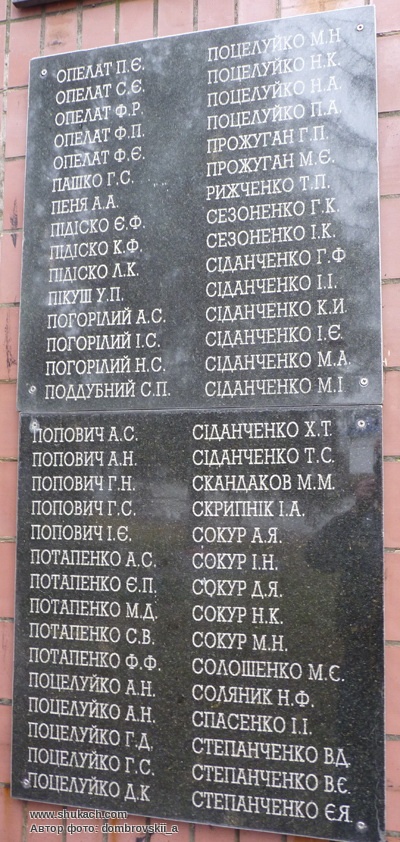 ОПЕЛАТ П.Є.
ОПЕЛАТ С.Є.
ОПЕЛАТ Ф.Р.
ОПЕЛАТ Ф.П.
ОПЕЛАТ Ф.Є.
ПАШКО Г.С.
ПЕНЯ А.А.
ПІДІСКО Є.Ф.
ПІДІСКО К.Ф.
ПІДІСКО Л.К.
ПІКУШ У.П.
ПОГОРІЛИЙ А.С.
ПОГОРІЛИЙ І.С.
ПОГОРІЛИЙ Н.С.
ПОДДУБНИЙ С.П.
ПОЦЕЛУЙКО М.Н
ПОЦЕЛУЙКО Н.К.
ПОЦЕЛУЙКО Н.А.
ПОЦЕЛУЙКО П.А.
ПРОЖУГАН Г.П.
ПРОЖУГАН М.Є.
РИЖЧЕНКО Т.П.
СЕЗОНЕНКО Г.К.
СЕЗОНЕНКО І.К.
СІДАНЧЕНКО Г.Ф
СІДАНЧЕНКО І.І.
СІДАНЧЕНКО К.И.
СІДАНЧЕНКО І.Є.
СІДАНЧЕНКО М.А.
СІДАНЧЕНКО М.І
ПОПОВИЧ А.С.
ПОПОВИЧ А.Н.
ПОПОВИЧ Г.Н.
ПОПОВИЧ Г.С.
ПОПОВИЧ І.Є.
ПОТАПЕНКО А.С.
ПОТАПЕНКО Є.П.
ПОТАПЕНКО М.Д.
ПОТАПЕНКО С.В.
ПОТАПЕНКО Ф.Ф.
ПОЦЕЛУЙКО А.Н.
ПОЦЕЛУЙКО А.Н.
ПОЦЕЛУЙКО Г.Д.
ПОЦЕЛУЙКО Г.С.
ПОЦЕЛУЙКО Д.К
СІДАНЧЕНКО Х.Т.
СІДАНЧЕНКО Т.С.
СКАНДАКОВ М.М.
СКРИПНІК І.А.
СОКУР А.Я.
СОКУР І.Н.
СОКУР Д.Я.
СОКУР Н.К.
СОКУР М.Н.
СОЛОШЕНКО М.Є.
СОЛЯНИК Н.Ф.
СПАСЕНКО І.І.
СТЕПАНЧЕНКО В.Д.
СТЕПАНЧЕНКО В.Є.
СТЕПАНЧЕНКО Є.Я.
www.shukach.com
Автор фото: dombrovskii_a